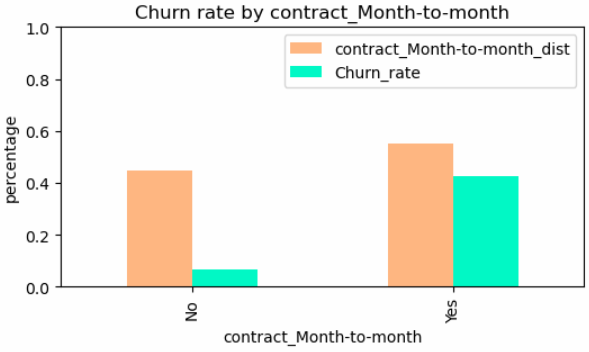 Churn rate by contract_Month-to-month
1.0
0.8
0.6
0.4
0.2
0.0
percentage
contract_Month-to-month_dist
Churn_rate
No
Yes
contract_Month-to-month